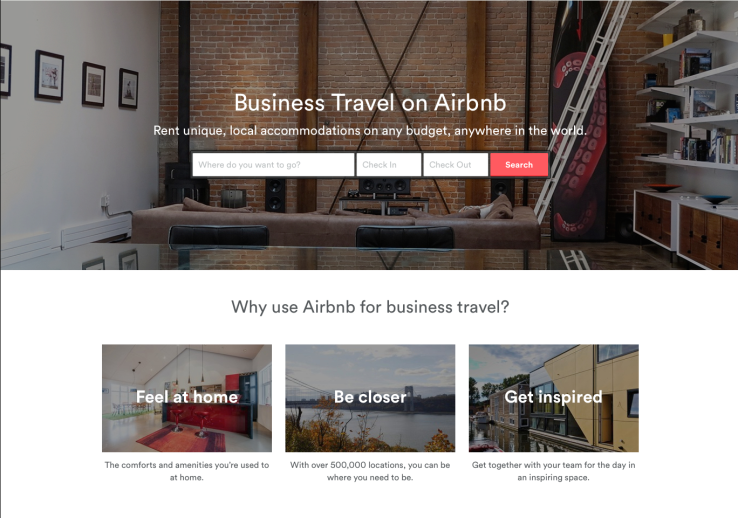 Business Travel on Airbnb
Rent unique, local accommodations on any budget, anywhere in the world.
Where do you want to go? Check In Check Out Search
Why use Airbnb for business travel?
Feel at home Be closer Get inspired
The comforts and amenities you're used to
at home.
With over 500,000 locations, you can be
where you need to be.
Get together with your team for the day in
an inspiring space.